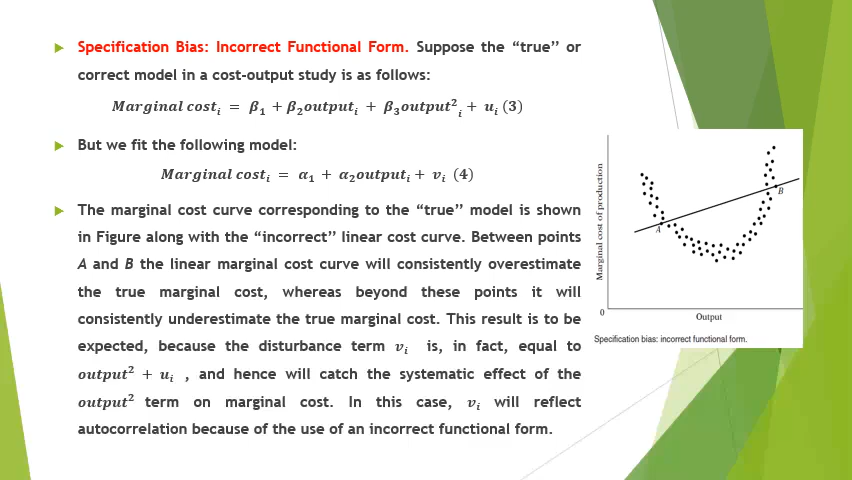 Specification Bias: Incorrect Functional Form. Suppose the “true” or
correct model in a cost-output study is as follows:
Marginal costᵢ = β₁ + β₂outputᵢ + β₃output²ᵢ + uᵢ (3)
But we fit the following model:
Marginal costᵢ = α₁ + α₂outputᵢ + vᵢ (4)
The marginal cost curve corresponding to the “true” model is shown
in Figure along with the “incorrect” linear cost curve. Between points
A and B the linear marginal cost curve will consistently overestimate
the true marginal cost, whereas beyond these points it will
consistently underestimate the true marginal cost. This result is to be
expected, because the disturbance term vᵢ is, in fact, equal to
output² + uᵢ , and hence will catch the systematic effect of the
output² term on marginal cost. In this case, vᵢ will reflect
autocorrelation because of the use of an incorrect functional form.
Marginal cost of production
A
B
0
Output
Specification bias: incorrect functional form.